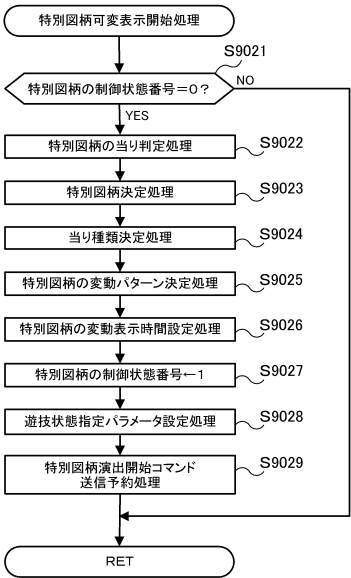 特別図柄可変表示開始処理
S9021
特別図柄の制御状態番号＝0？
NO
YES
特別図柄の当り判定処理
S9022
特別図柄決定処理
S9023
当り種類決定処理
S9024
特別図柄の変動パターン決定処理
S9025
特別図柄の変動表示時間設定処理
S9026
特別図柄の制御状態番号←1
S9027
遊技状態指定パラメータ設定処理
S9028
特別図柄演出開始コマンド
送信予約処理
S9029
RET